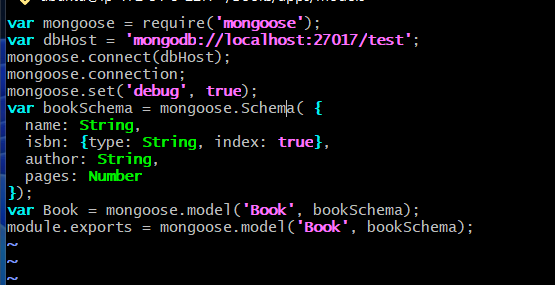 var mongoose = require('mongoose');
var dbHost = 'mongodb://localhost:27017/test';
mongoose.connect(dbHost);
mongoose.connection;
mongoose.set('debug', true);
var bookSchema = mongoose.Schema( {
  name: String,
  isbn: {type: String, index: true},
  author: String,
  pages: Number
});
var Book = mongoose.model('Book', bookSchema);
module.exports = mongoose.model('Book', bookSchema);
~
~
~